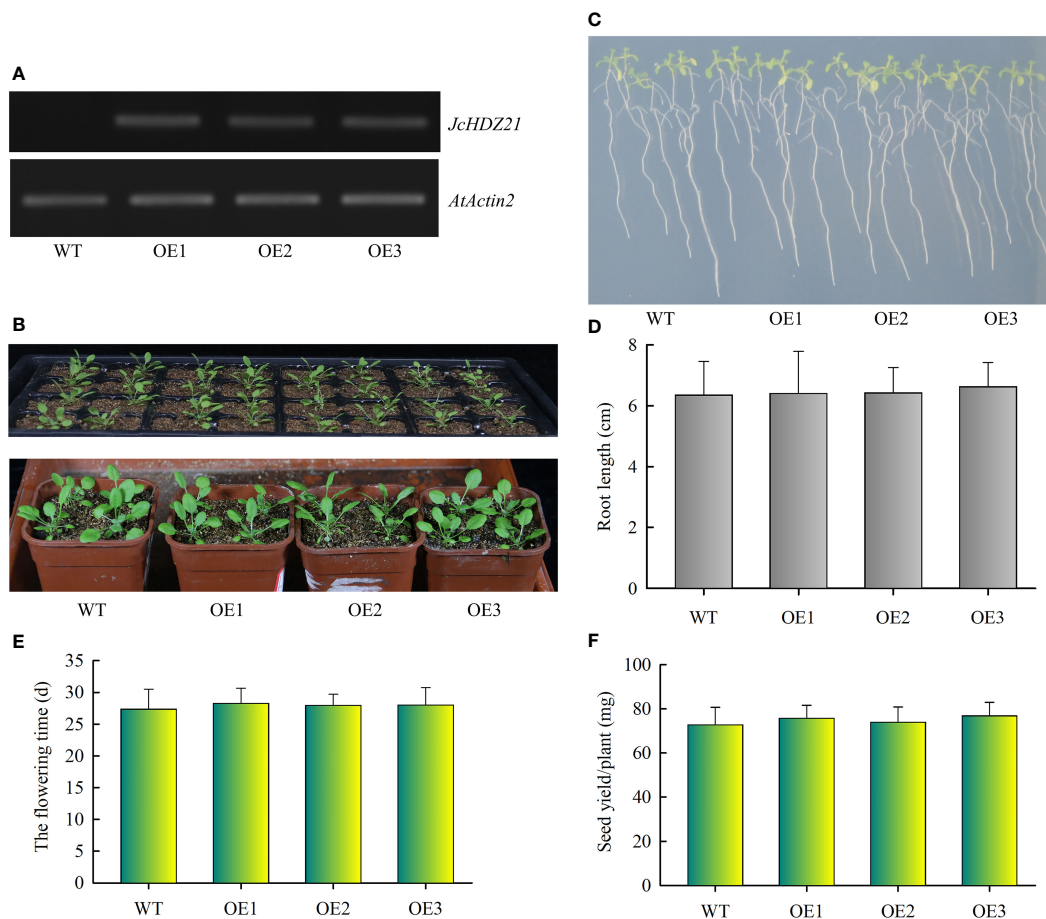 A
JcHDZ21
AtActin2
WT OE1 OE2 OE3
B
WT OE1 OE2 OE3
C
WT OE1 OE2 OE3
D
Root length (cm)
8
6
4
2
0
WT OE1 OE2 OE3
E
The flowering time (d)
35
30
25
20
15
10
5
0
WT OE1 OE2 OE3
F
Seed yield/plant (mg)
100
80
60
40
20
0
WT OE1 OE2 OE3